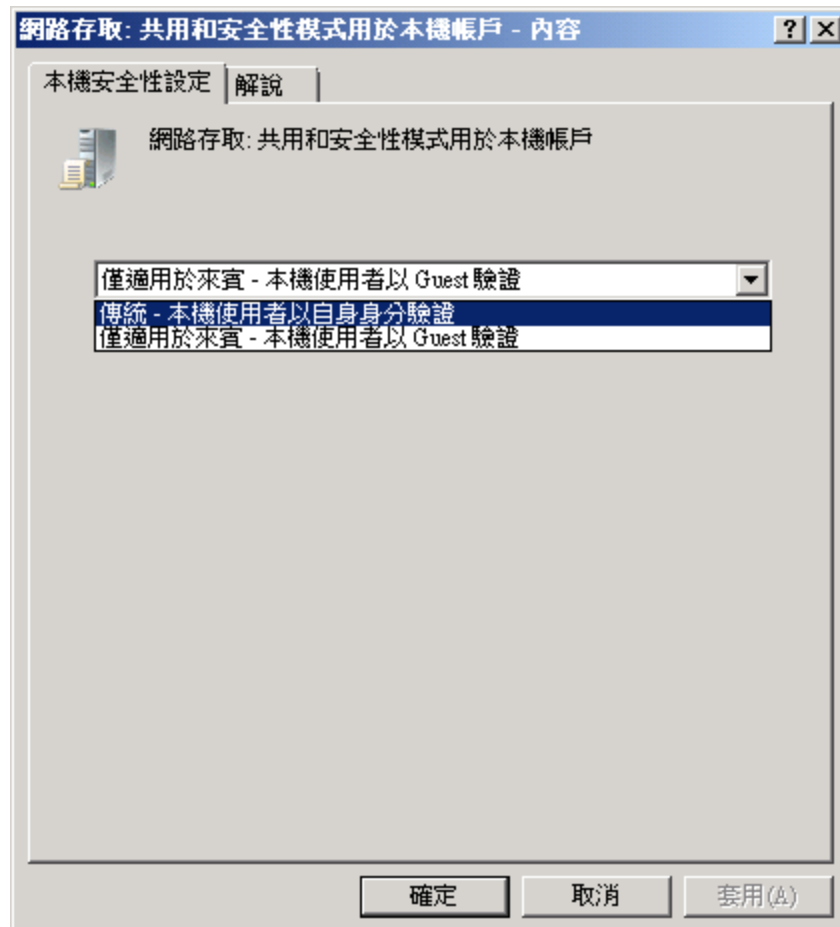 網路存取: 共用和安全性模式用於本機帳戶 - 內容
本機安全性設定 解說
網路存取: 共用和安全性模式用於本機帳戶
僅適用於來賓 - 本機使用者以 Guest 驗證
傳統 - 本機使用者以自身身分驗證
僅適用於來賓 - 本機使用者以 Guest 驗證
確定 取消 套用(A)